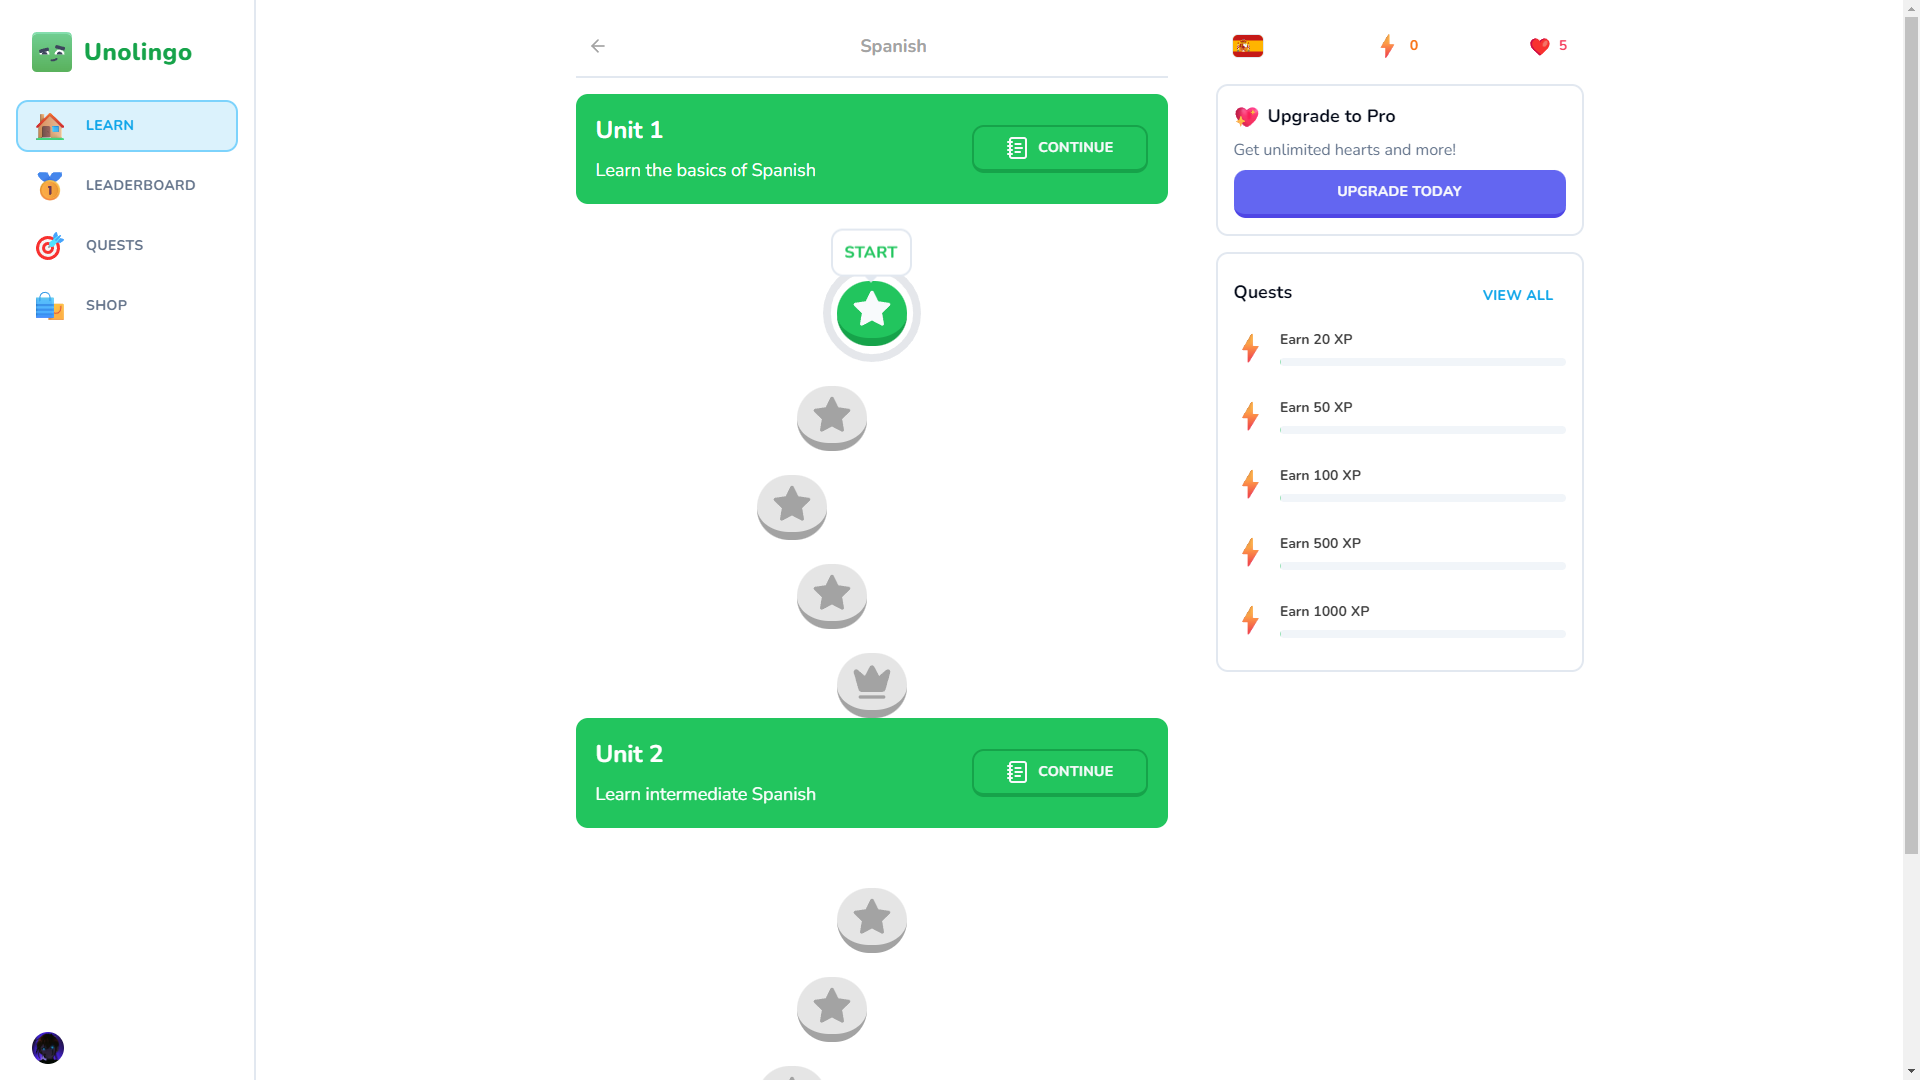 Unolingo
LEARN
LEADERBOARD
1
QUESTS
SHOP
Spanish
Unit 1
Learn the basics of Spanish
CONTINUE
START
Unit 2
Learn intermediate Spanish
CONTINUE
0
5
Upgrade to Pro
Get unlimited hearts and more!
UPGRADE TODAY
Quests
VIEW ALL
Earn 20 XP
Earn 50 XP
Earn 100 XP
Earn 500 XP
Earn 1000 XP